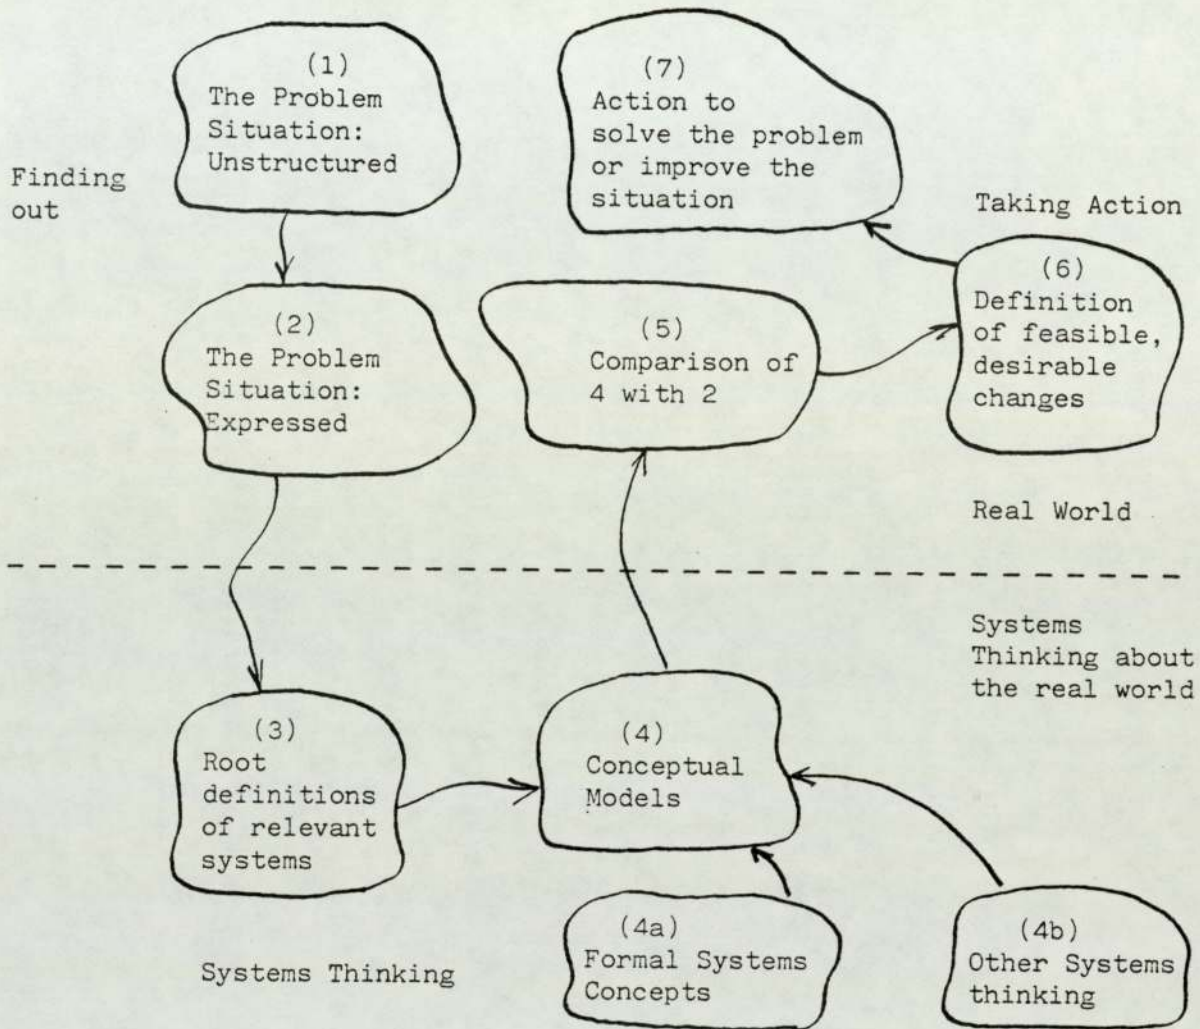 (1)
The Problem
Situation:
Unstructured
(7)
Action to
solve the problem
or improve the
situation
Finding
out
Taking Action
(2)
The Problem
Situation:
Expressed
(5)
Comparison of
4 with 2
(6)
Definition
of feasible,
desirable
changes
Real World
Systems
Thinking about
the real world
(3)
Root
definitions
of relevant
systems
(4)
Conceptual
Models
Systems Thinking
(4a)
Formal Systems
Concepts
(4b)
Other Systems
thinking